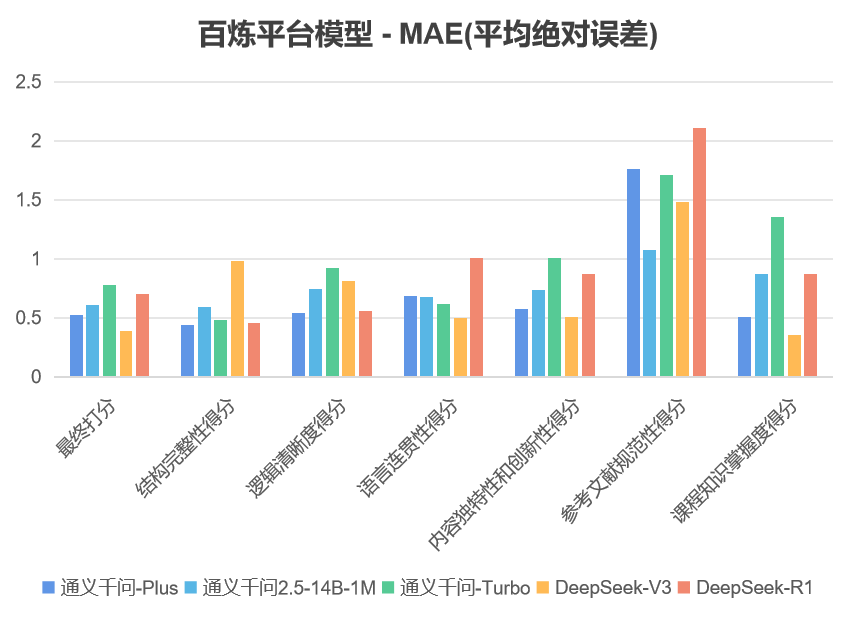 百炼平台模型 - MAE(平均绝对误差)
2.5
2
1.5
1
0.5
0
最终打分
结构完整性得分
逻辑清晰度得分
语言连贯性得分
内容独特性和创新性得分
参考文献规范性得分
课程知识掌握度得分
通义千问-Plus 通义千问2.5-14B-1M 通义千问-Turbo DeepSeek-V3 DeepSeek-R1